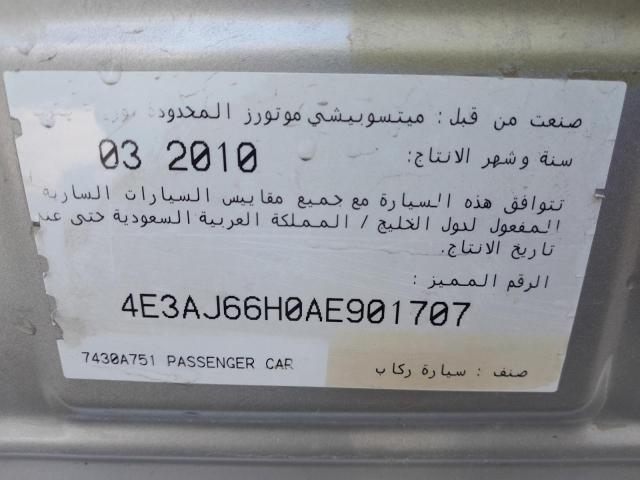 صنعت من قبل: ميتسوبيشي موتورز المحدودة
سنة وشهر الانتاج: 03 2010
تتوافق هذه السيارة مع جميع مقاييس السيارات السارية
المفعول لدول الخليج / المملكة العربية السعودية حتى
تاريخ الانتاج.
الرقم المميز:
4E3AJ66H0AE901707
7430A751 PASSENGER CAR صنف : سيارة ركاب